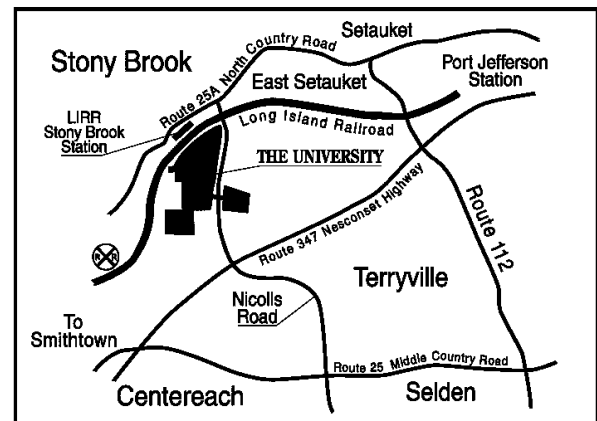 Setauket
Stony Brook
Route 25A North Country Road
East Setauket
Port Jefferson
Station
LIRR
Stony Brook
Station
Long Island Railroad
THE UNIVERSITY
Route 347 Nesconset Highway
Route 112
R R
Terryville
Nicolls
Road
To
Smithtown
Route 25 Middle Country Road
Centereach
Selden